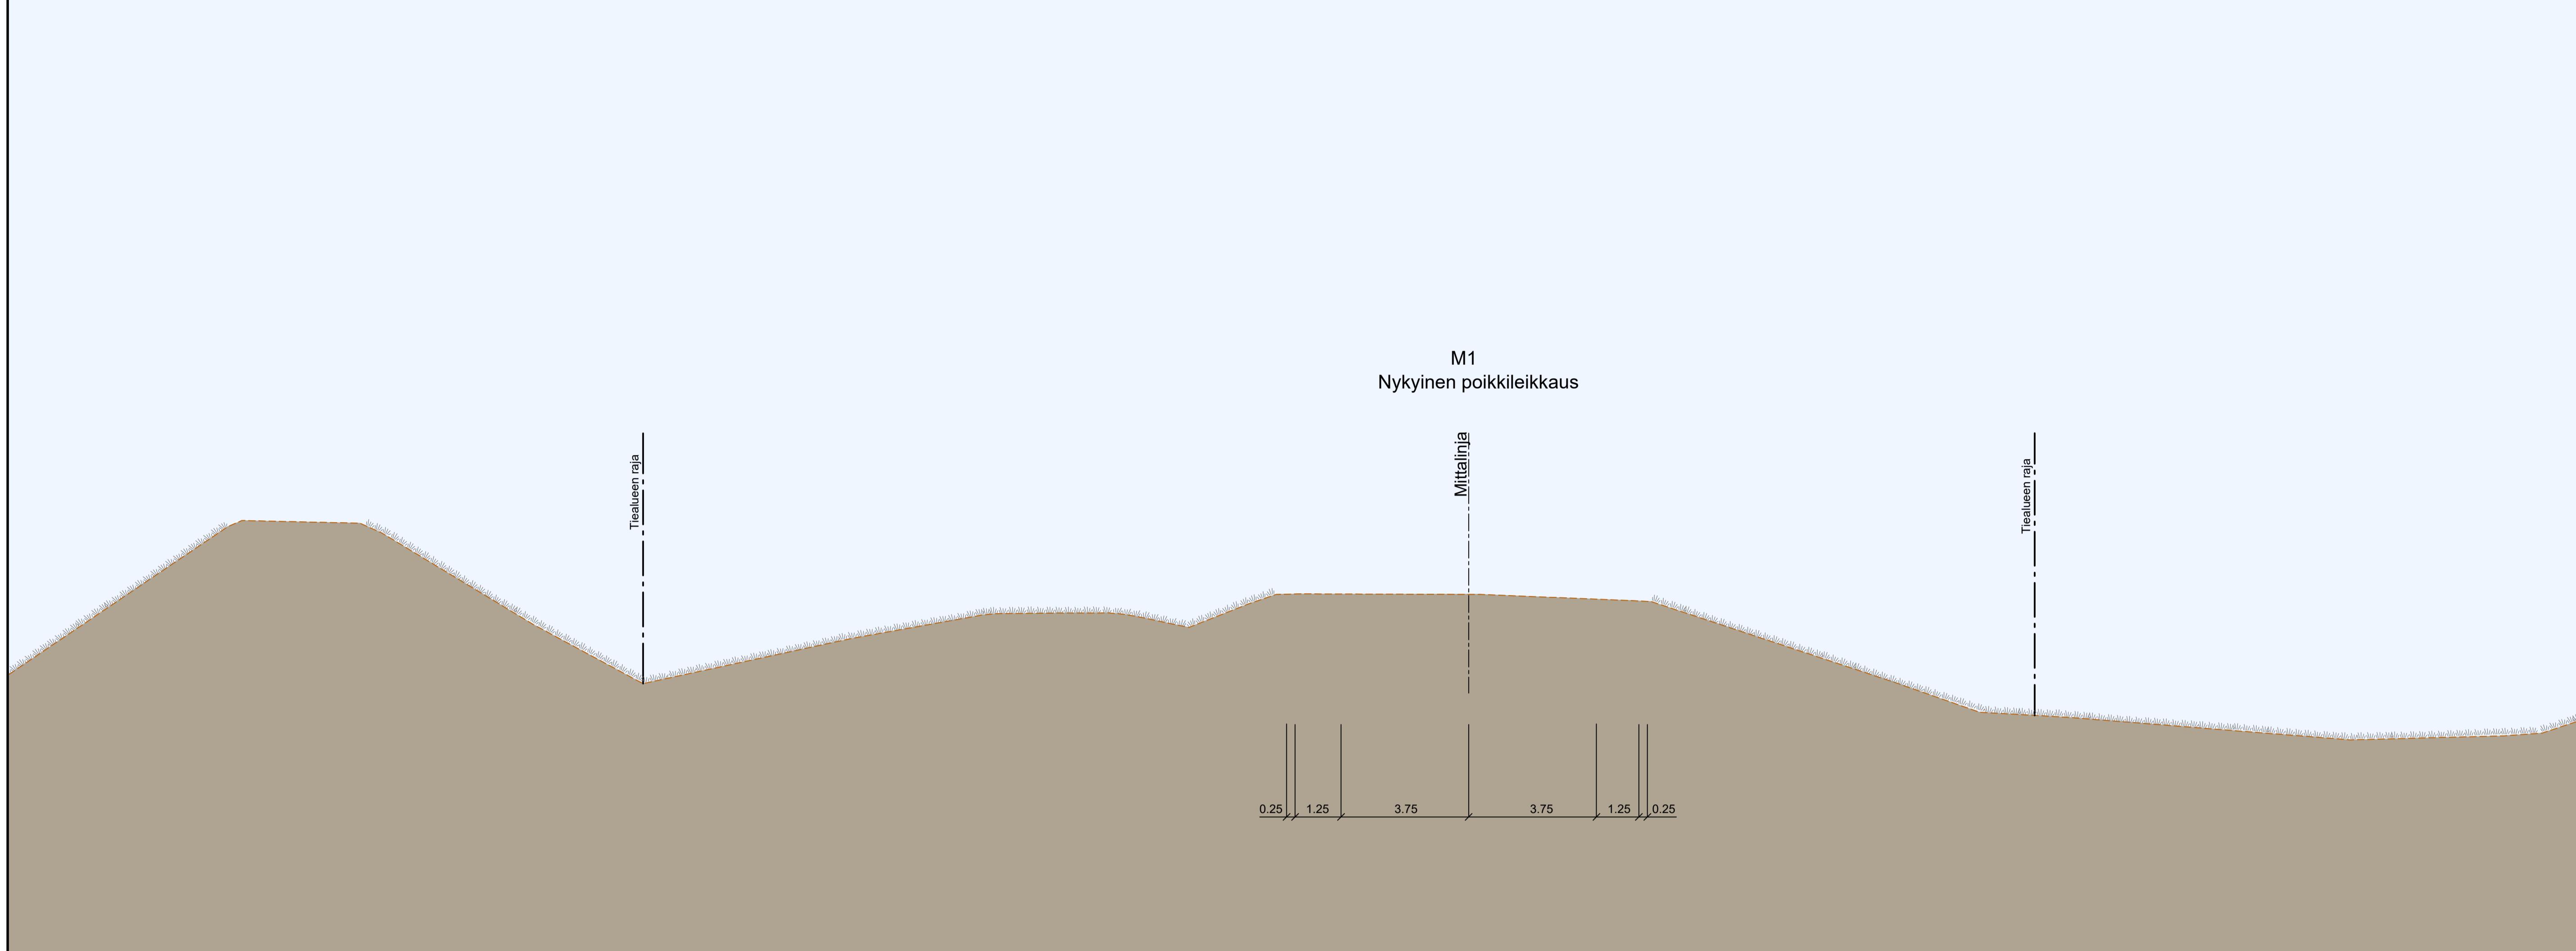 M1
Nykyinen poikkileikkaus
Tiealueen raja
Mittalinja
Tiealueen raja
0.25 1.25 3.75 3.75 1.25 0.25